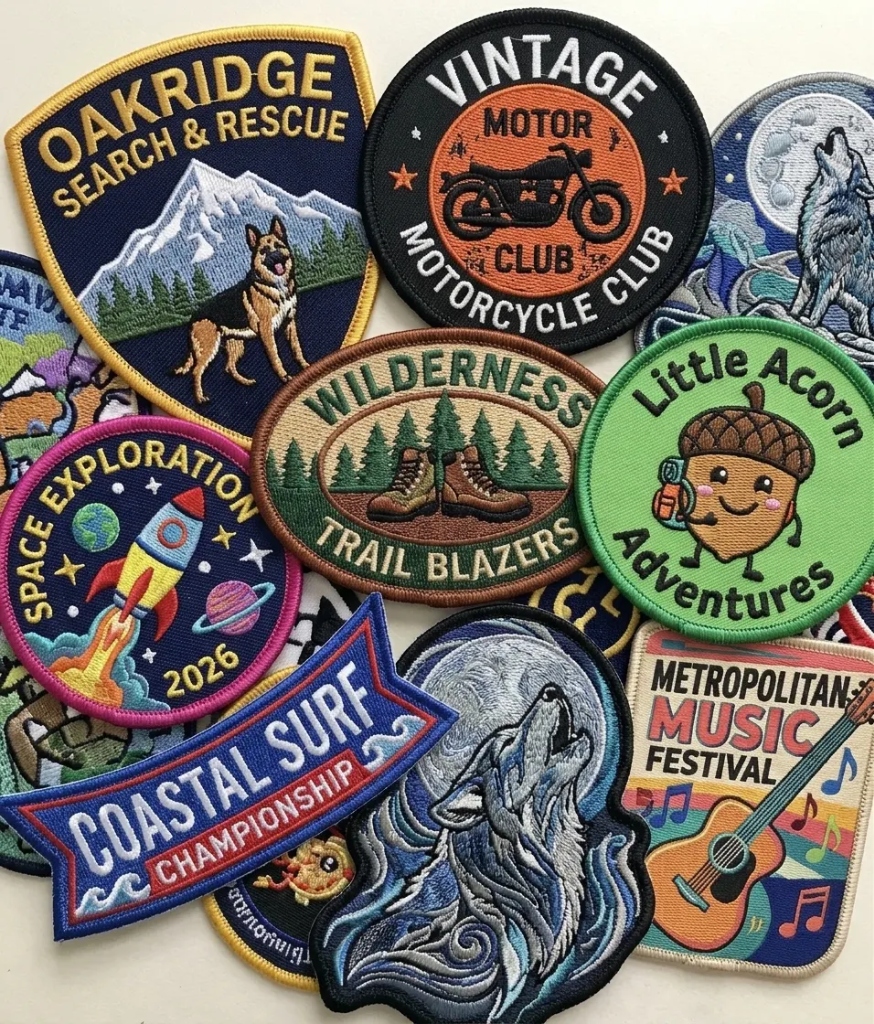 OAKRIDGE
SEARCH & RESCUE
VINTAGE
MOTOR
CLUB
MOTORCYCLE CLUB
WILDERNESS
TRAIL BLAZERS
Little Acorn
Adventures
SPACE EXPLORATION
2026
COASTAL SURF
CHAMPIONSHIP
METROPOLITAN
MUSIC
FESTIVAL